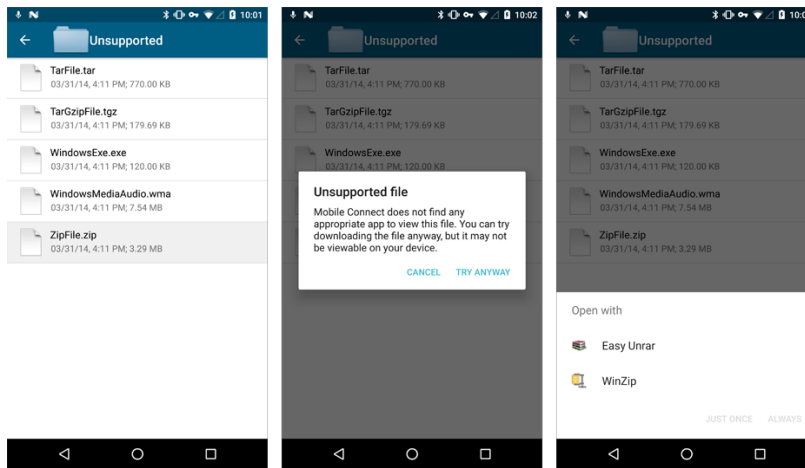 10:01
Unsupported
TarFile.tar
03/31/14, 4:11 PM; 770.00 KB
TarGzipFile.tgz
03/31/14, 4:11 PM; 179.69 KB
WindowsExe.exe
03/31/14, 4:11 PM; 120.00 KB
WindowsMediaAudio.wma
03/31/14, 4:11 PM; 7.54 MB
ZipFile.zip
03/31/14, 4:11 PM; 3.29 MB
10:02
Unsupported
TarFile.tar
03/31/14, 4:11 PM; 770.00 KB
TarGzipFile.tgz
03/31/14, 4:11 PM; 179.69 KB
WindowsExe.exe
03/31/14, 4:11 PM; 120.00 KB
Unsupported file
Mobile Connect does not find any
appropriate app to view this file. You can try
downloading the file anyway, but it may not
be viewable on your device.
CANCEL TRY ANYWAY
Unsupported
TarFile.tar
03/31/14, 4:11 PM; 770.00 KB
TarGzipFile.tgz
03/31/14, 4:11 PM; 179.69 KB
WindowsExe.exe
03/31/14, 4:11 PM; 120.00 KB
WindowsMediaAudio.wma
03/31/14, 4:11 PM; 7.54 MB
ZipFile.zip
03/31/14, 4:11 PM; 3.29 MB
Open with
Easy Unrar
WinZip
JUST ONCE ALWAYS